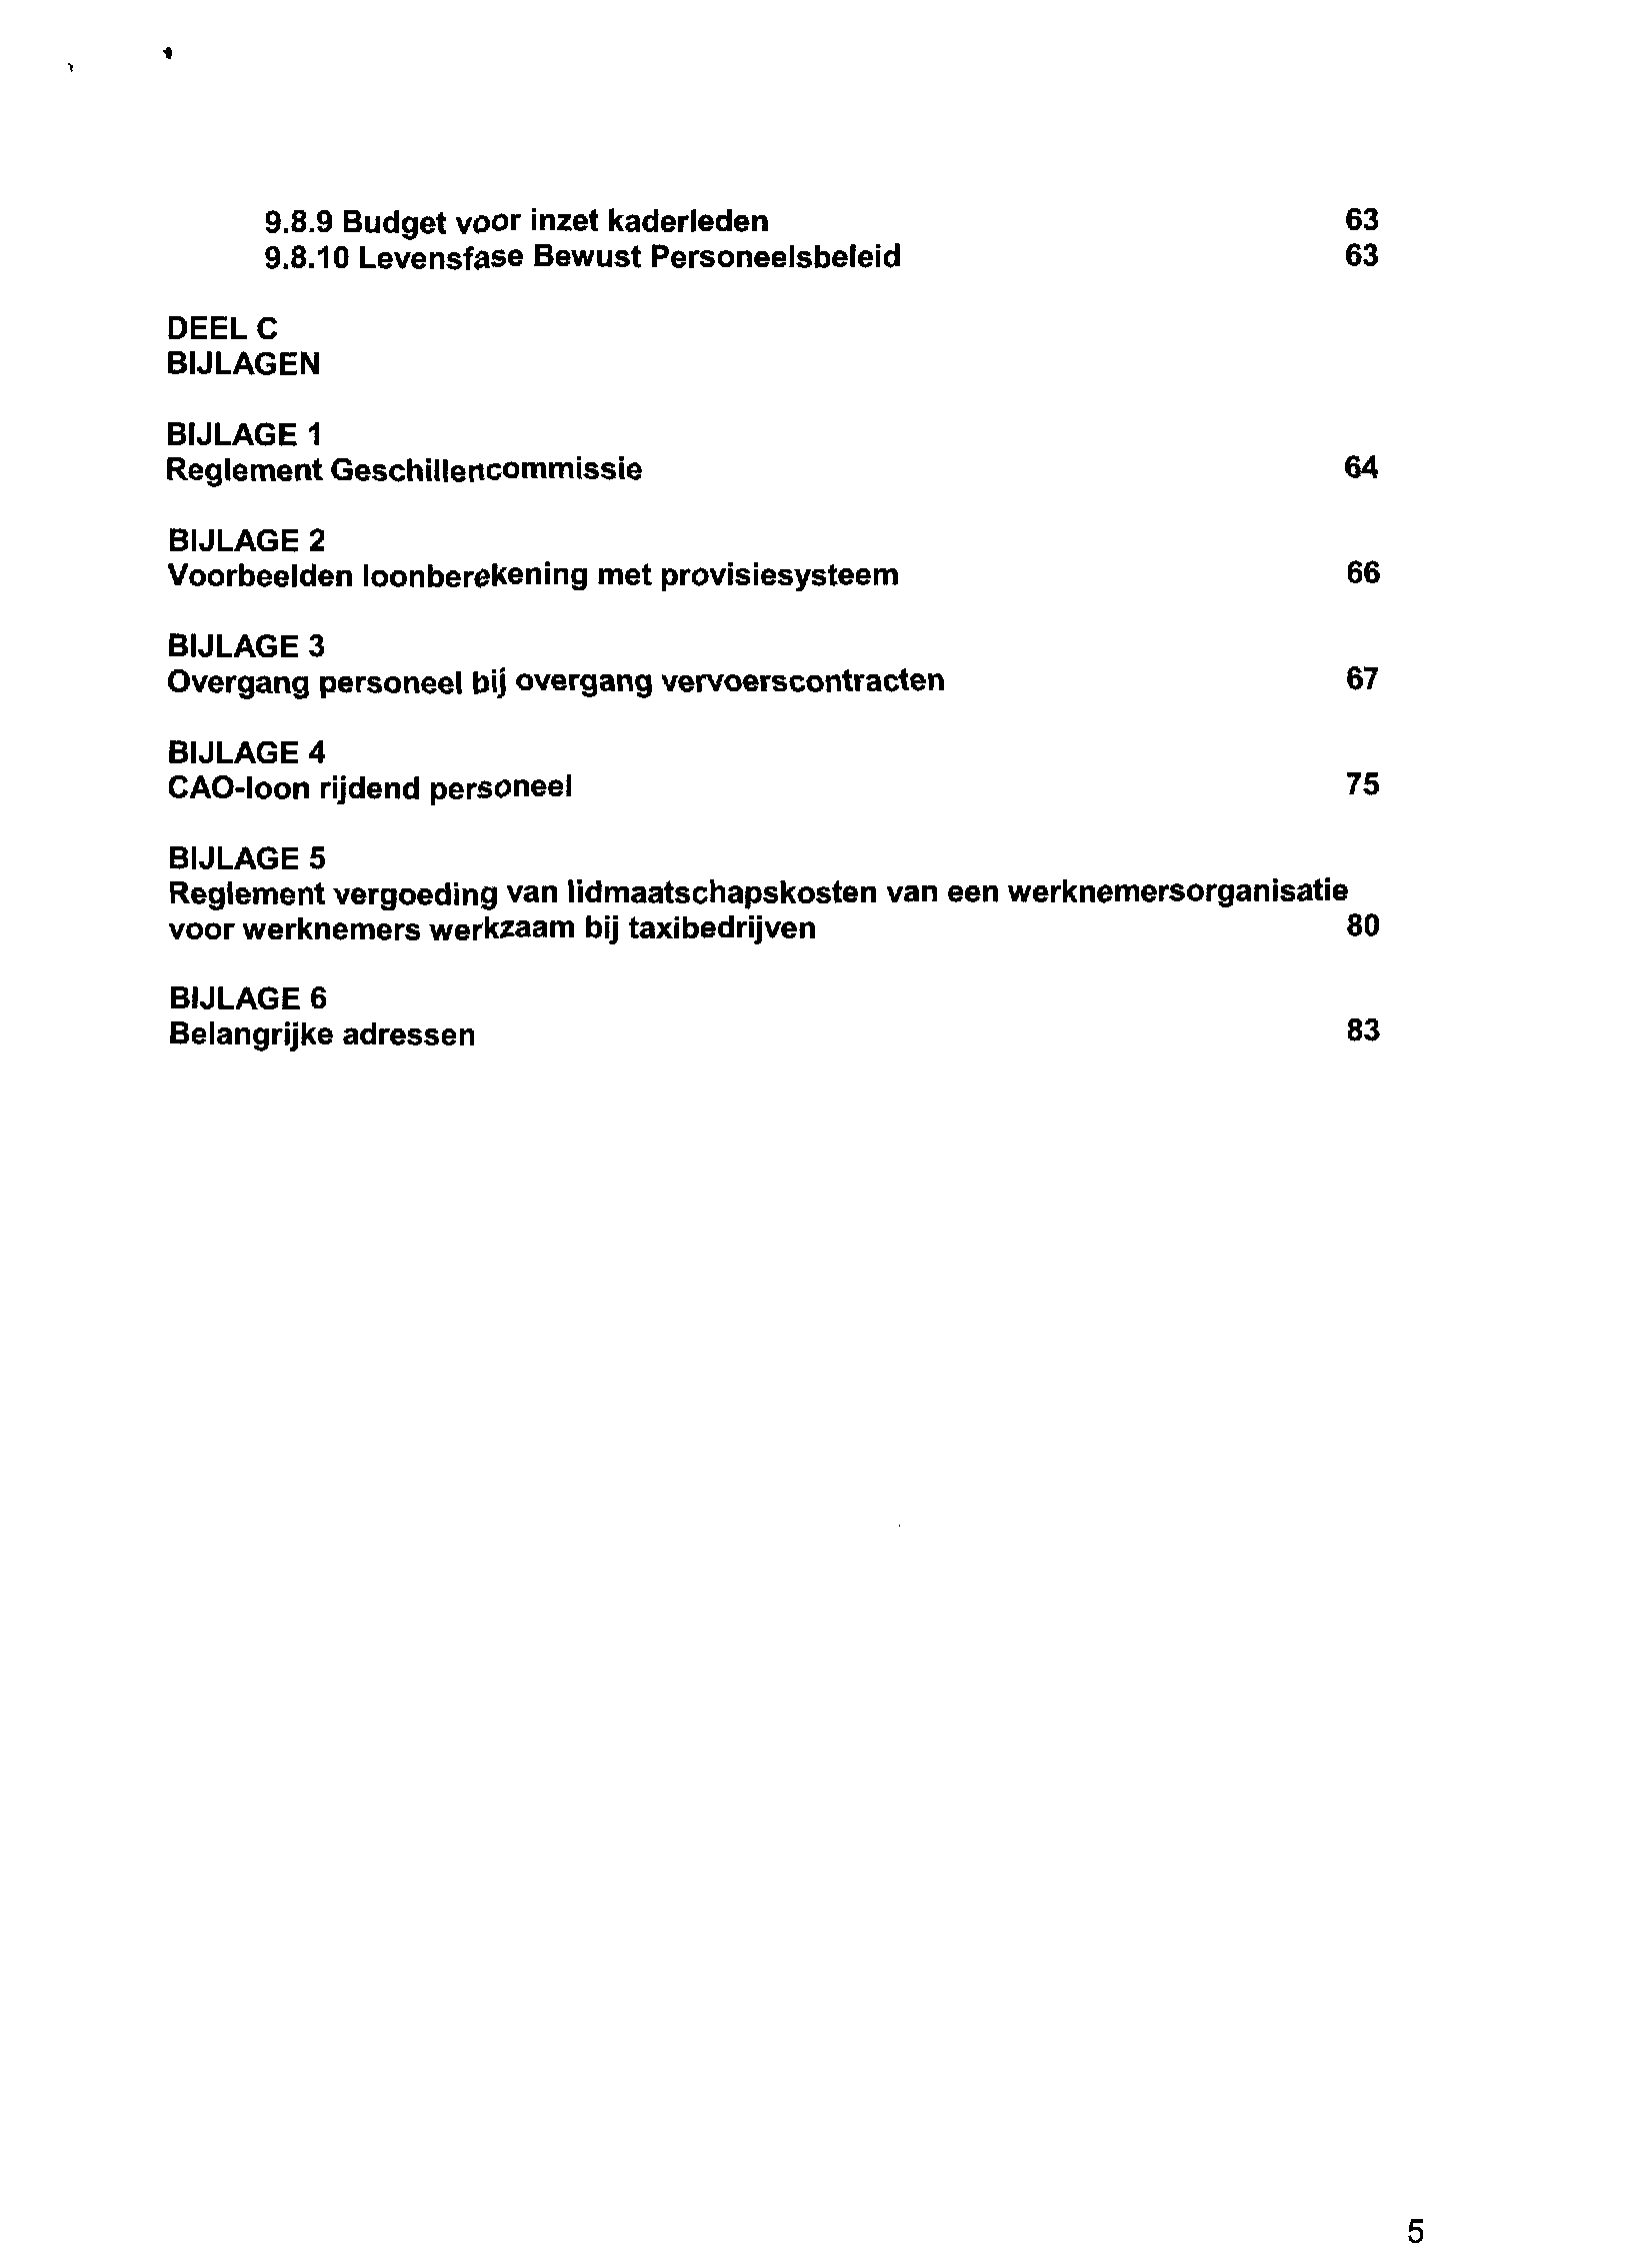 9.8.9 Budget voor inzet kaderleden 63
9.8.10 Levensfase Bewust Personeelsbeleid 63
DEEL C
BIJLAGEN
BIJLAGE 1
Reglement Geschillencommissie 64
BIJLAGE 2
Voorbeelden loonberekening met provisiesysteem 66
BIJLAGE 3
Overgang personeel bij overgang vervoerscontracten 67
BIJLAGE 4
CAO-loon rijdend personeel 75
BIJLAGE 5
Reglement vergoeding van lidmaatschapskosten van een werknemersorganisatie
voor werknemers werkzaam bij taxibedrijven 80
BIJLAGE 6
Belangrijke adressen 83
5